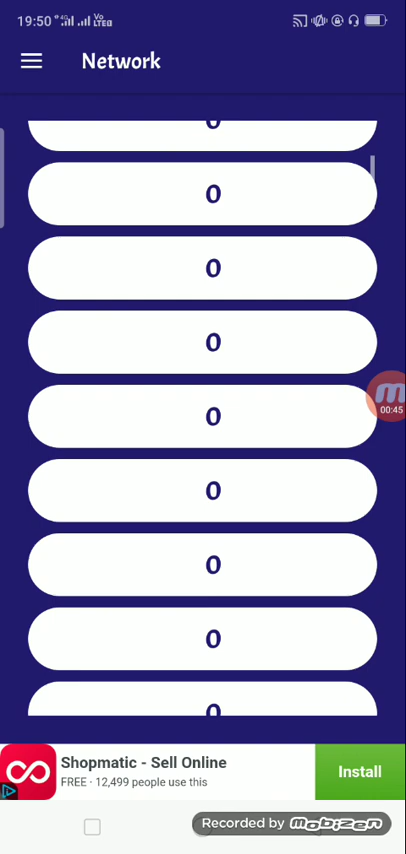 19:50
Network
0
0
0
0
0
0
0
0
0
00:45
Shopmatic - Sell Online
FREE · 12,499 people use this
Install
Recorded by mobizen